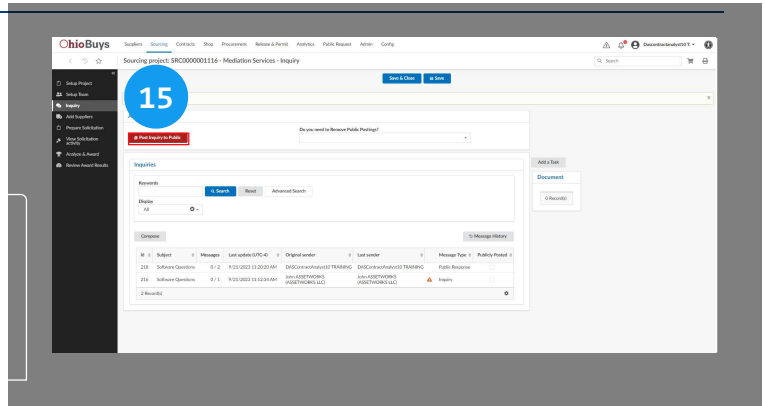 OhioBuys Suppliers Sourcing Contracts Shop Procurement Release & Permit Analytics Public Request Admin Config Dascontractanalyst10 T.
Sourcing project: SRC0000001116 - Mediation Services - Inquiry Search
Save & Close Save
Setup Project
Setup Team
Inquiry
Add Suppliers
Prepare Solicitation
View Solicitation activity
Analyze & Award
Review Award Results
15
Do you need to Remove Public Postings?
Post Inquiry to Public
Inquiries
Keywords
Search Reset Advanced Search
Display
All
Compose Message History
Id Subject Messages Last update (UTC-4) Original sender Last sender Message Type Publicly Posted
218 Software Questions 0 / 2 9/21/2023 11:20:20 AM DASContractAnalyst10 TRAINING DASContractAnalyst10 TRAINING Public Response
216 Software Questions 0 / 1 9/21/2023 11:12:34 AM John ASSETWORKS (ASSETWORKS LLC) John ASSETWORKS (ASSETWORKS LLC) Inquiry
2 Record(s)
Add a Task
Document
0 Record(s)